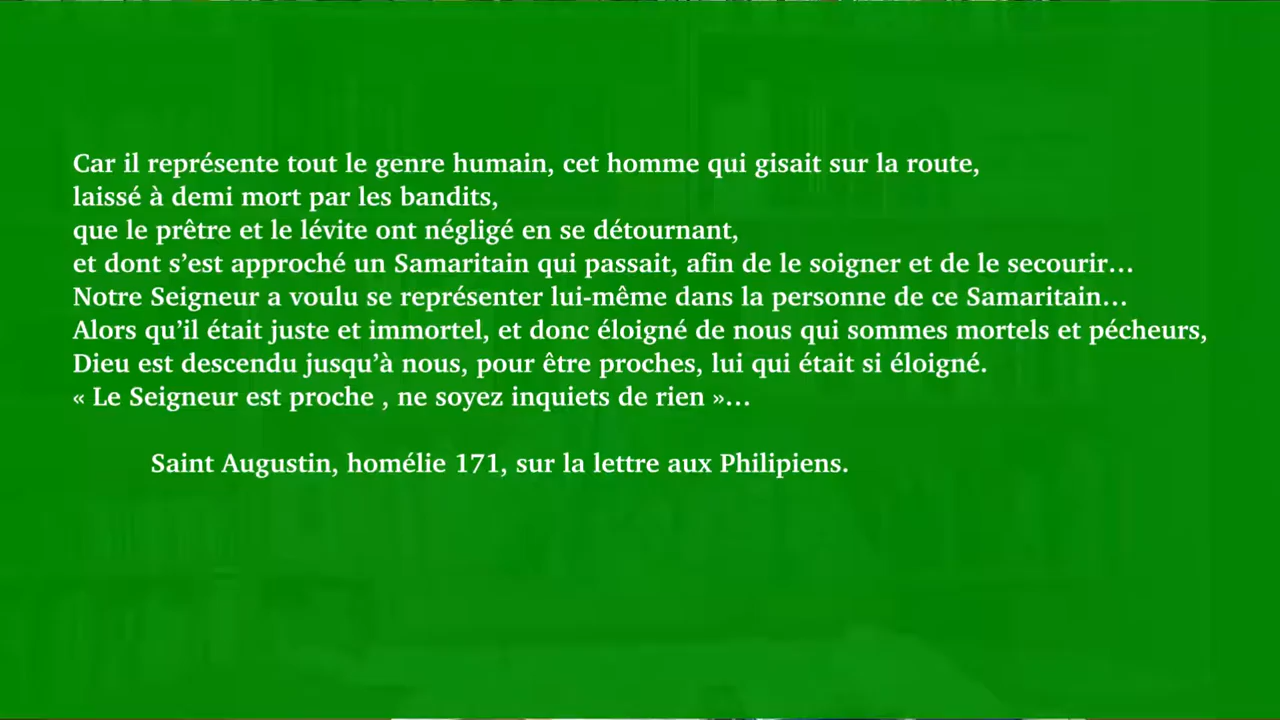 Car il représente tout le genre humain, cet homme qui gisait sur la route,
laissé à demi mort par les bandits,
que le prêtre et le lévite ont négligé en se détournant,
et dont s’est approché un Samaritain qui passait, afin de le soigner et de le secourir…
Notre Seigneur a voulu se représenter lui-même dans la personne de ce Samaritain…
Alors qu’il était juste et immortel, et donc éloigné de nous qui sommes mortels et pécheurs,
Dieu est descendu jusqu’à nous, pour être proches, lui qui était si éloigné.
« Le Seigneur est proche , ne soyez inquiets de rien »…
Saint Augustin, homélie 171, sur la lettre aux Philipiens.